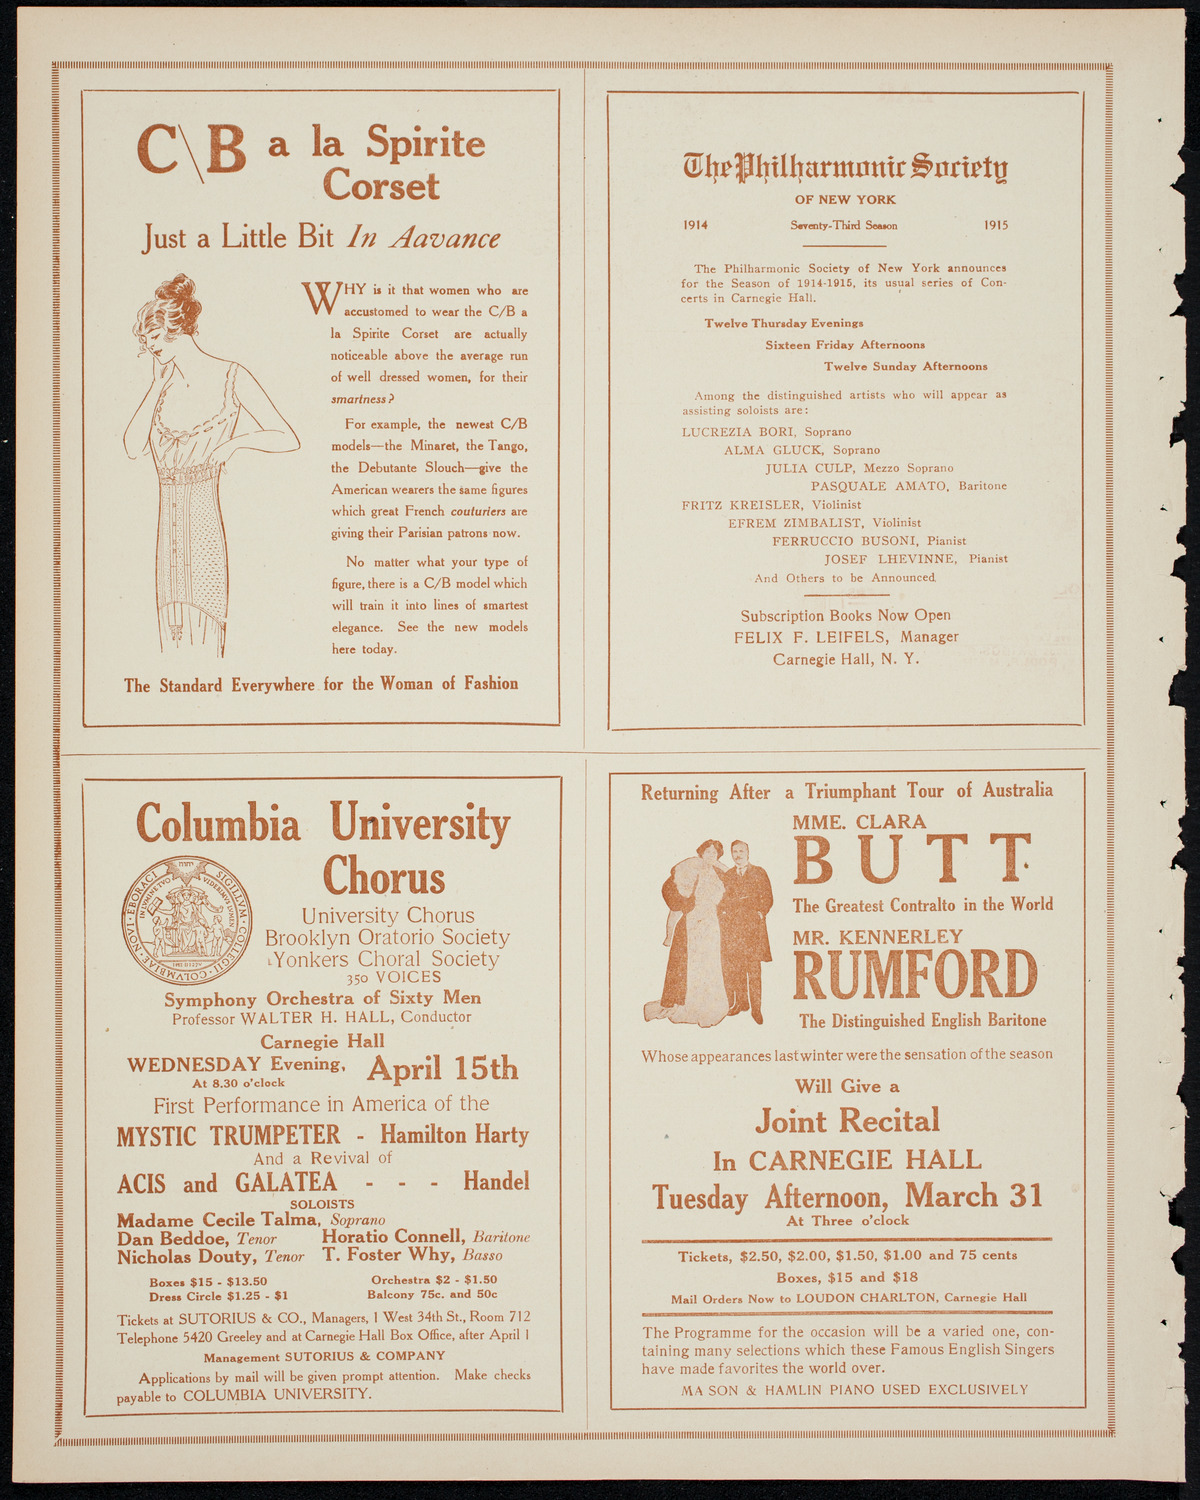 C\B a la Spirite
Corset
Just a Little Bit In Aavance
WHY is it that women who are
accustomed to wear the C/B a
la Spirite Corset are actually
noticeable above the average run
of well dressed women, for their
smartness?
For example, the newest C/B
models—the Minaret, the Tango,
the Debutante Slouch—give the
American wearers the same figures
which great French couturiers are
giving their Parisian patrons now.
No matter what your type of
figure, there is a C/B model which
will train it into lines of smartest
elegance. See the new models
here today.
The Standard Everywhere for the Woman of Fashion
The Philharmonic Society
OF NEW YORK
1914 Seventy-Third Season 1915
The Philharmonic Society of New York announces
for the Season of 1914-1915, its usual series of Con-
certs in Carnegie Hall.
Twelve Thursday Evenings
Sixteen Friday Afternoons
Twelve Sunday Afternoons
Among the distinguished artists who will appear as
assisting soloists are:
LUCREZIA BORI, Soprano
ALMA GLUCK, Soprano
JULIA CULP, Mezzo Soprano
PASQUALE AMATO, Baritone
FRITZ KREISLER, Violinist
EFREM ZIMBALIST, Violinist
FERRUCCIO BUSONI, Pianist
JOSEF LHEVINNE, Pianist
And Others to be Announced.
Subscription Books Now Open
FELIX F. LEIFELS, Manager
Carnegie Hall, N. Y.
Columbia University
Chorus
SIGILLVM · COLLEGII · COLVMBIAE · NOVI · EBORACI
University Chorus
Brooklyn Oratorio Society
Yonkers Choral Society
350 VOICES
Symphony Orchestra of Sixty Men
Professor WALTER H. HALL, Conductor
Carnegie Hall
WEDNESDAY Evening, April 15th
At 8.30 o'clock
First Performance in America of the
MYSTIC TRUMPETER - Hamilton Harty
And a Revival of
ACIS and GALATEA - - - Handel
SOLOISTS
Madame Cecile Talma, Soprano
Dan Beddoe, Tenor Horatio Connell, Baritone
Nicholas Douty, Tenor T. Foster Why, Basso
Boxes $15 - $13.50 Orchestra $2 - $1.50
Dress Circle $1.25 - $1 Balcony 75c. and 50c
Tickets at SUTORIUS & CO., Managers, 1 West 34th St., Room 712
Telephone 5420 Greeley and at Carnegie Hall Box Office, after April 1
Management SUTORIUS & COMPANY
Applications by mail will be given prompt attention. Make checks
payable to COLUMBIA UNIVERSITY.
Returning After a Triumphant Tour of Australia
MME. CLARA
BUTT
The Greatest Contralto in the World
MR. KENNERLEY
RUMFORD
The Distinguished English Baritone
Whose appearances last winter were the sensation of the season
Will Give a
Joint Recital
In CARNEGIE HALL
Tuesday Afternoon, March 31
At Three o'clock
Tickets, $2.50, $2.00, $1.50, $1.00 and 75 cents
Boxes, $15 and $18
Mail Orders Now to LOUDON CHARLTON, Carnegie Hall
The Programme for the occasion will be a varied one, con-
taining many selections which these Famous English Singers
have made favorites the world over.
MA SON & HAMLIN PIANO USED EXCLUSIVELY